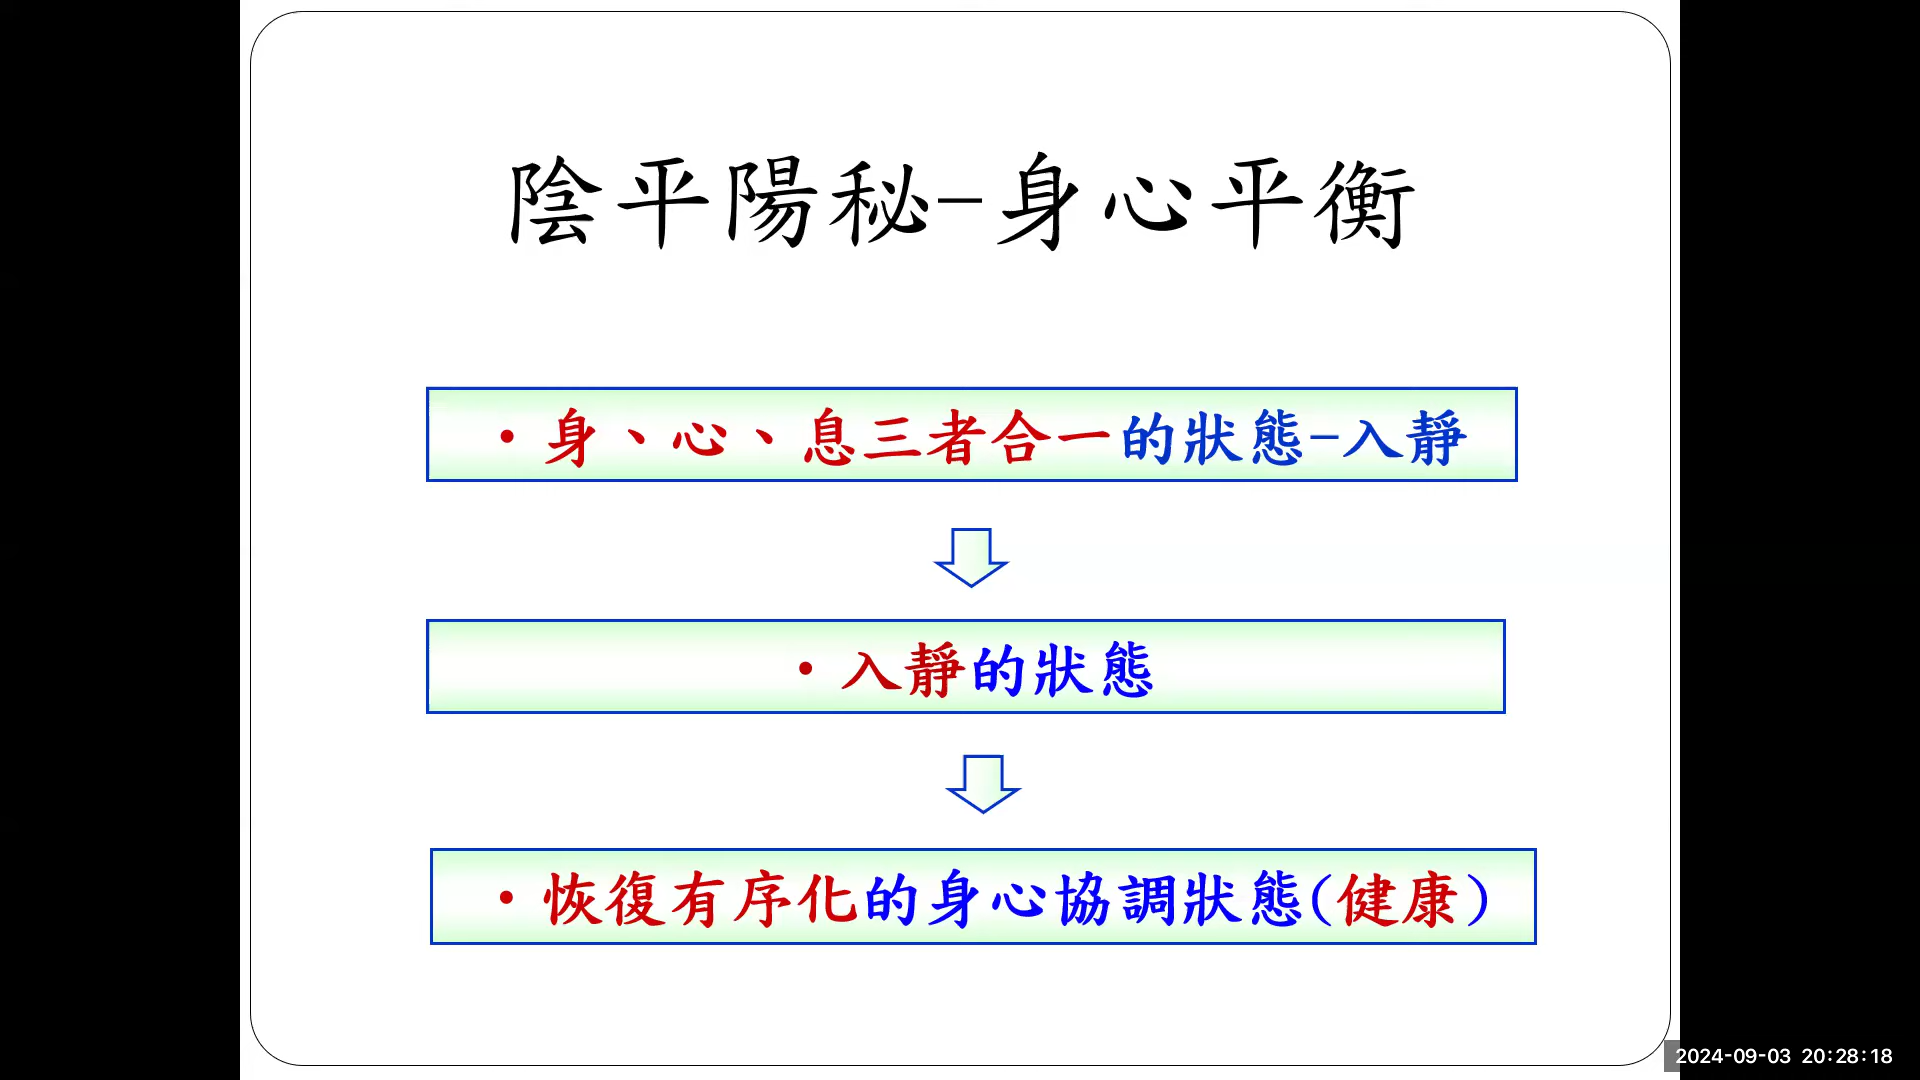 陰平陽秘-身心平衡
•身、心、息三者合一的狀態-入靜
•入靜的狀態
•恢復有序化的身心協調狀態(健康)
2024-09-03 20:28:18